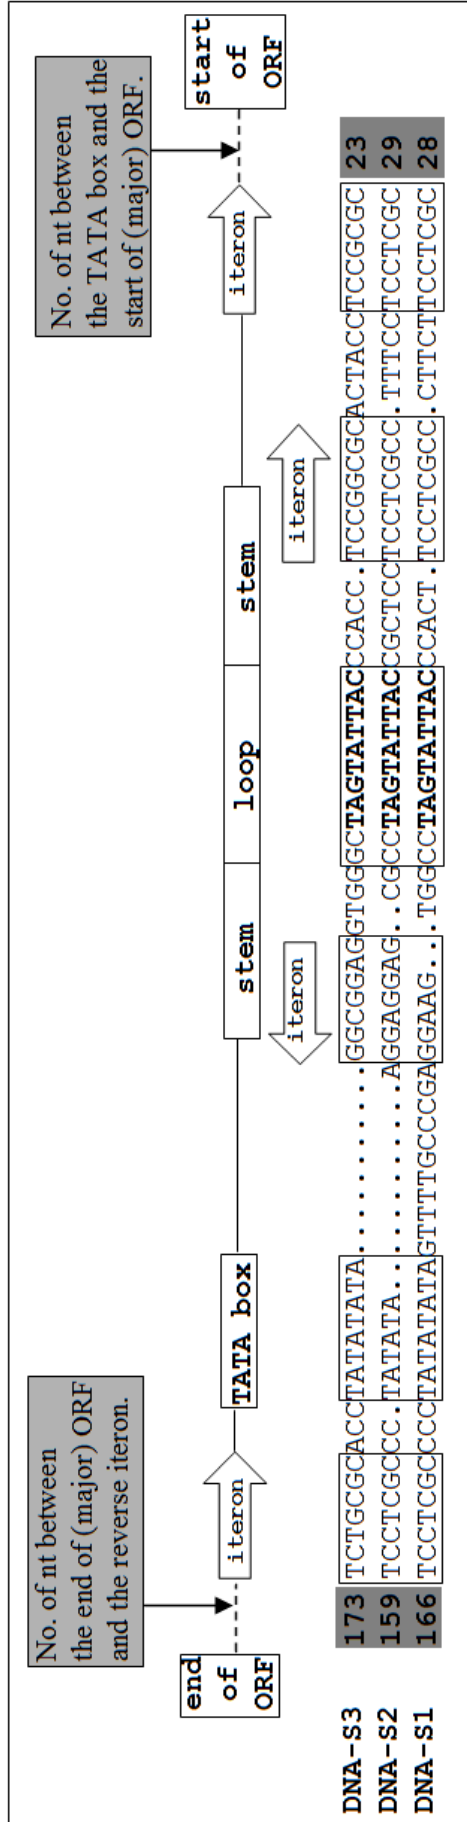 No. of nt between
the end of (major) ORF
and the reverse iteron.
No. of nt between
the TATA box and the
start of (major) ORF.
end
of
ORF
iteron
TATA box
stem
loop
stem
iteron
start
of
ORF
iteron
iteron
DNA-S3 173 TCTGCGCACCTATATATA...........GGCGGAGGTGGGCTAGTATTACCCACC.TCCGGCGCACTACCTCCGCGC 23
DNA-S2 159 TCCTCGCCC.TATATA............AGGAGGAG..CGCCTAGTATTACCGCTCCTCCTCGCC.TTTCCTCCTCGC 29
DNA-S1 166 TCCTCGCCCCTATATATAGTTTTGCCCGAGGAAG...TGGCCTAGTATTACCCACT.TCCTCGCC.CTTCTTCCTCGC 28